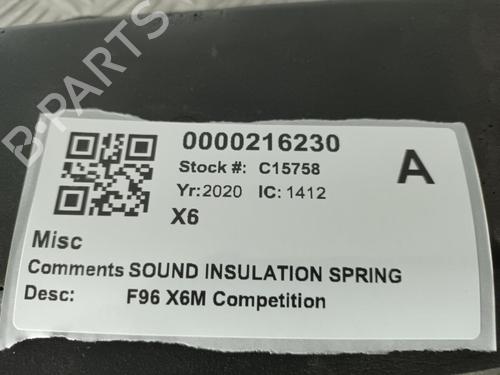 0000216230
Stock #: C15758
A
Yr: 2020 IC: 1412
X6
Misc
Comments SOUND INSULATION SPRING
Desc: F96 X6M Competition
B-PARTS